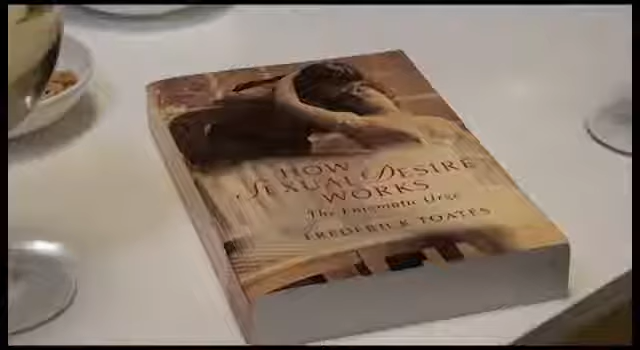 HOW
SEXUAL DESIRE
WORKS
The Enigmatic Urge
FREDERICK TOATES